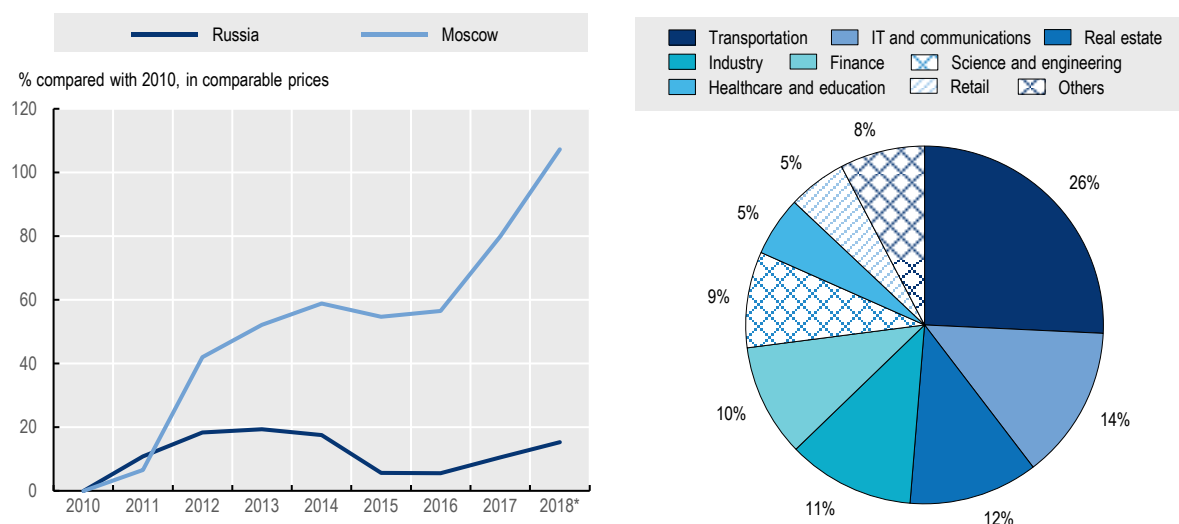 Russia Moscow
% compared with 2010, in comparable prices
120
100
80
60
40
20
0
2010 2011 2012 2013 2014 2015 2016 2017 2018*
Transportation IT and communications Real estate
Industry Finance Science and engineering
Healthcare and education Retail Others
8%
5%
26%
5%
9%
14%
10%
11%
12%